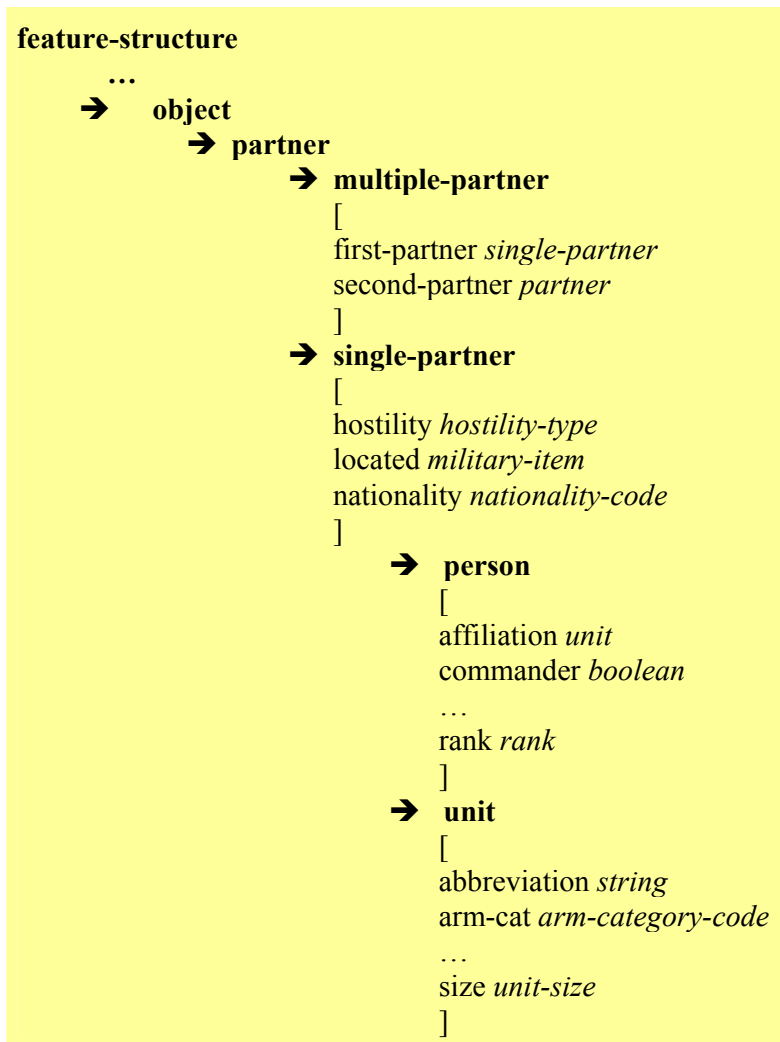 feature-structure
…
➔ object
➔ partner
➔ multiple-partner
[
first-partner single-partner
second-partner partner
]
➔ single-partner
[
hostility hostility-type
located military-item
nationality nationality-code
]
➔ person
[
affiliation unit
commander boolean
…
rank rank
]
➔ unit
[
abbreviation string
arm-cat arm-category-code
…
size unit-size
]